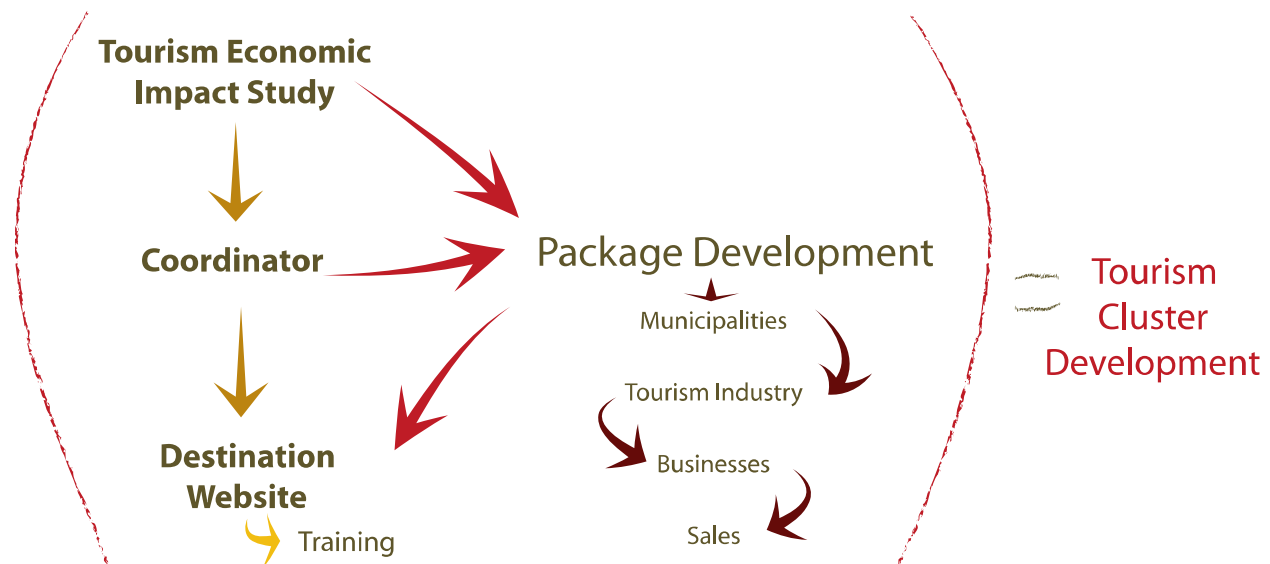 Tourism Economic
Impact Study
Coordinator
Destination
Website
Training
Package Development
Municipalities
Tourism Industry
Businesses
Sales
=
Tourism
Cluster
Development